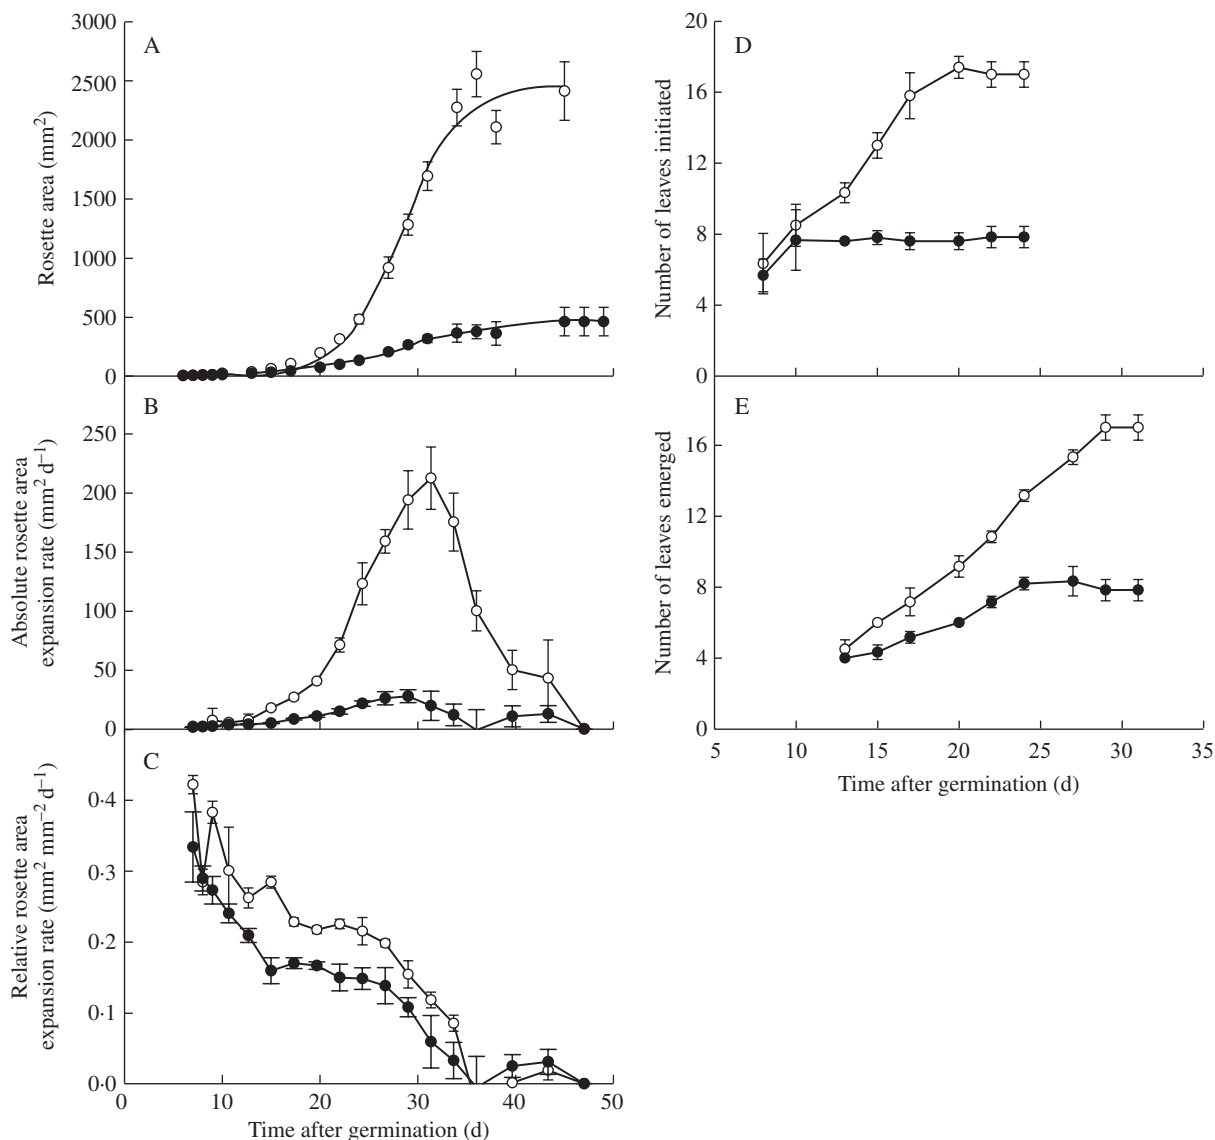 A
3000
2500
2000
1500
1000
500
0
Rosette area (mm²)
B
250
200
150
100
50
0
Absolute rosette area
expansion rate (mm² d⁻¹)
C
0·4
0·3
0·2
0·1
0·0
Relative rosette area
expansion rate (mm² mm⁻² d⁻¹)
0 10 20 30 40 50
Time after germination (d)
D
20
16
12
8
4
0
Number of leaves initiated
E
16
12
8
4
0
Number of leaves emerged
5 10 15 20 25 30 35
Time after germination (d)